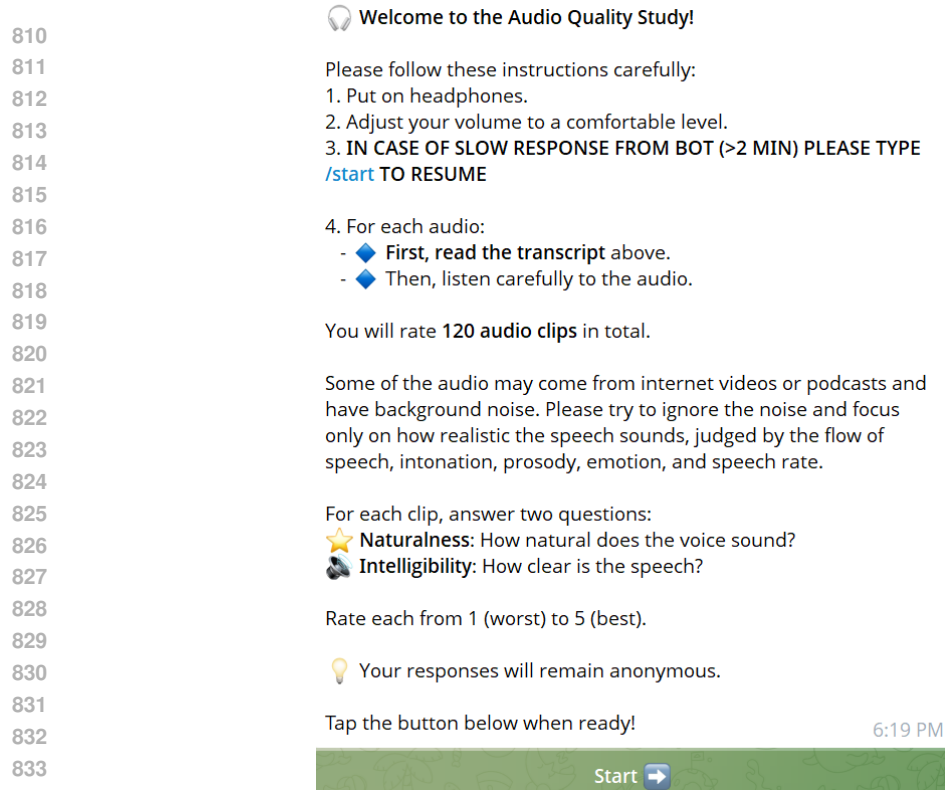 🎧 Welcome to the Audio Quality Study!
810
811
Please follow these instructions carefully:
812
1. Put on headphones.
813
2. Adjust your volume to a comfortable level.
814
3. IN CASE OF SLOW RESPONSE FROM BOT (>2 MIN) PLEASE TYPE
/start TO RESUME
815
816
4. For each audio:
817
- 🔷 First, read the transcript above.
818
- 🔷 Then, listen carefully to the audio.
819
You will rate 120 audio clips in total.
820
821
Some of the audio may come from internet videos or podcasts and
822
have background noise. Please try to ignore the noise and focus
823
only on how realistic the speech sounds, judged by the flow of
speech, intonation, prosody, emotion, and speech rate.
824
825
For each clip, answer two questions:
826
⭐ Naturalness: How natural does the voice sound?
827
🔊 Intelligibility: How clear is the speech?
828
829
Rate each from 1 (worst) to 5 (best).
830
💡 Your responses will remain anonymous.
831
832
Tap the button below when ready!
6:19 PM
833
Start ➡️